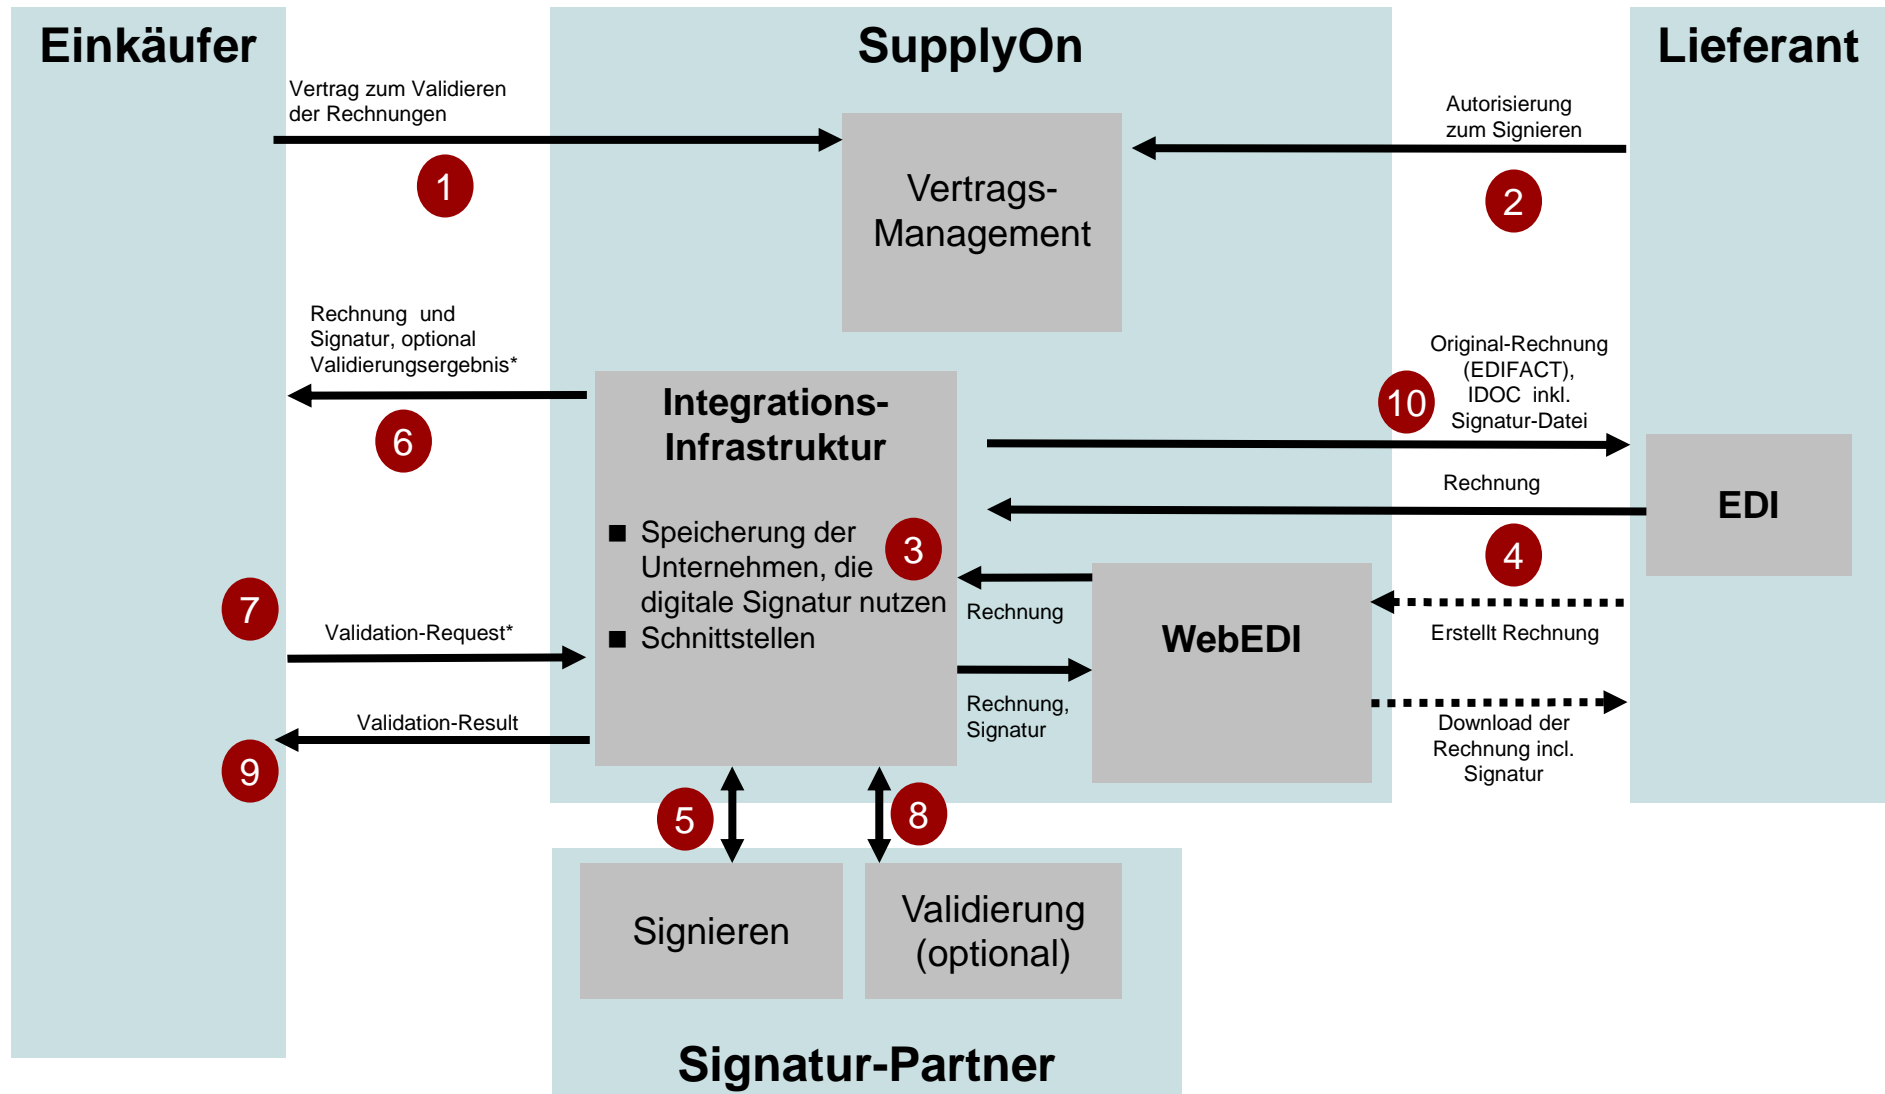 Einkäufer
SupplyOn
Lieferant
Vertrag zum Validieren
der Rechnungen
1
Autorisierung
zum Signieren
2
Vertrags-
Management
Rechnung und
Signatur, optional
Validierungsergebnis*
6
Integrations-
Infrastruktur
■ Speicherung der
Unternehmen, die
digitale Signatur nutzen
■ Schnittstellen
3
10
Original-Rechnung
(EDIFACT),
IDOC inkl.
Signatur-Datei
Rechnung
EDI
4
Rechnung
WebEDI
Erstellt Rechnung
7
Validation-Request*
Rechnung,
Signatur
Download der
Rechnung incl.
Signatur
Validation-Result
9
5
8
Signieren
Validierung
(optional)
Signatur-Partner